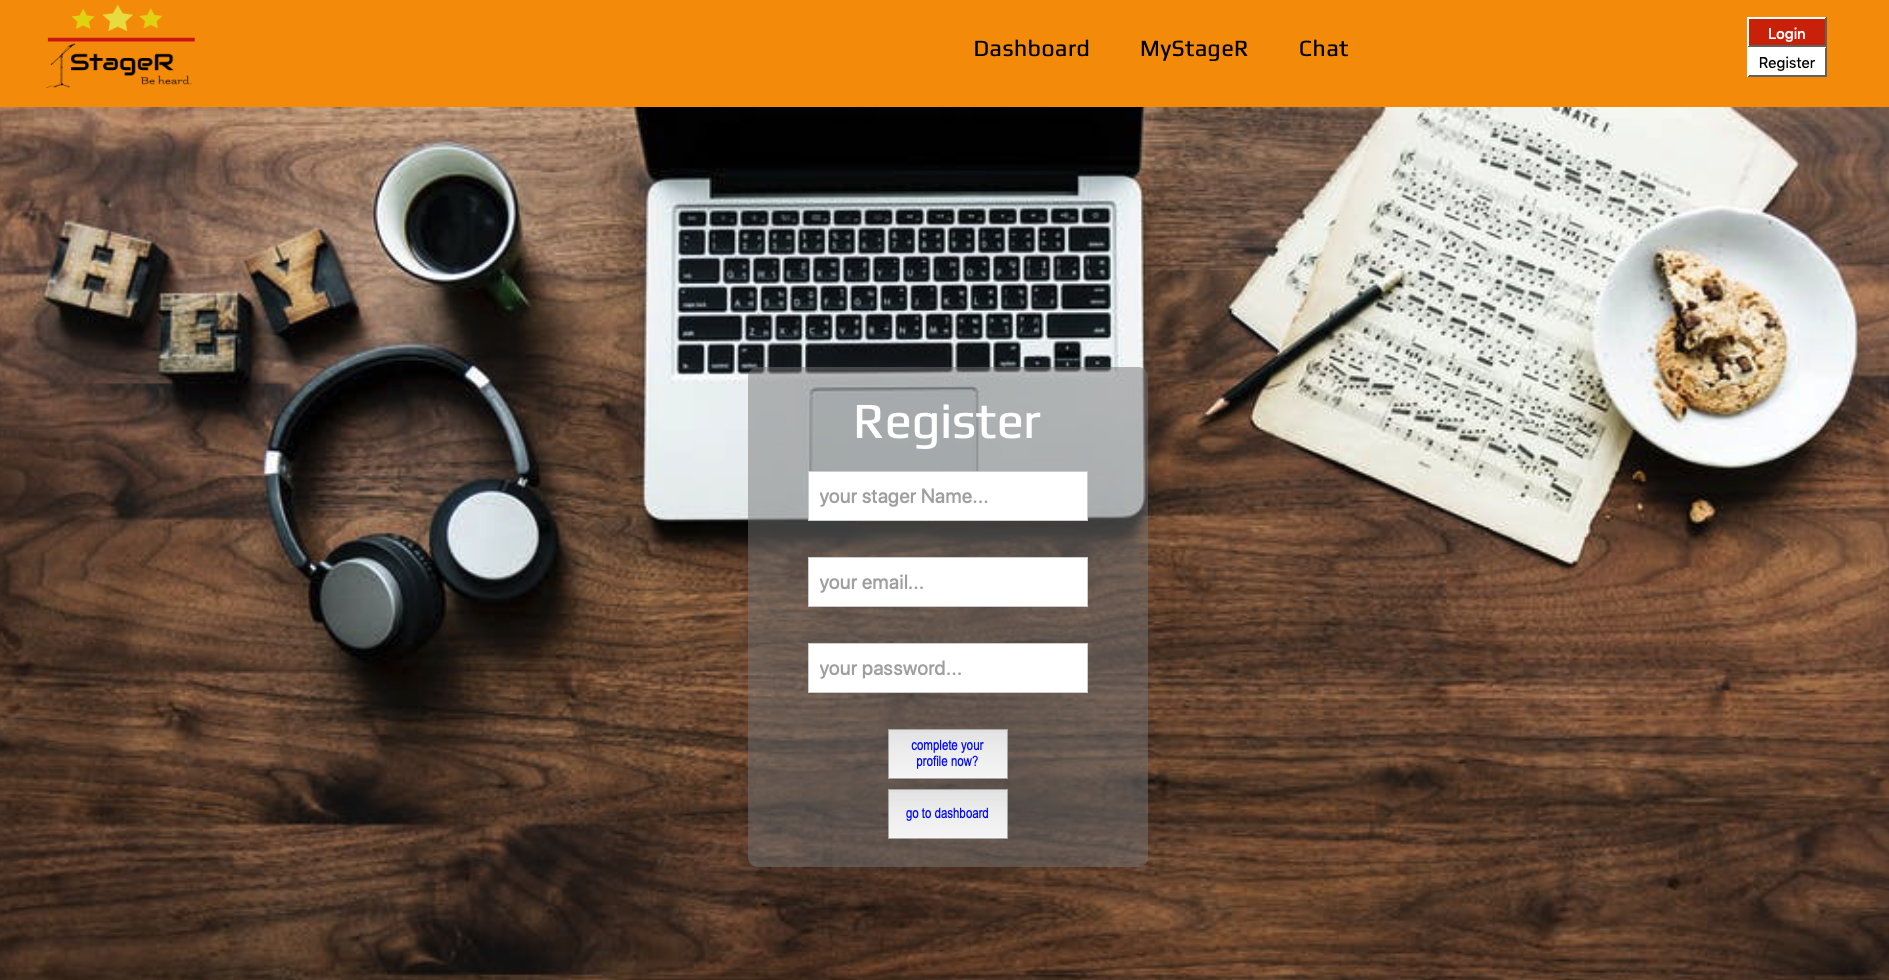 StageR
Be heard.
Dashboard
MyStageR
Chat
Login
Register
HEY
NATE I.
Register
your stager Name...
your email...
your password...
complete your
profile now?
go to dashboard